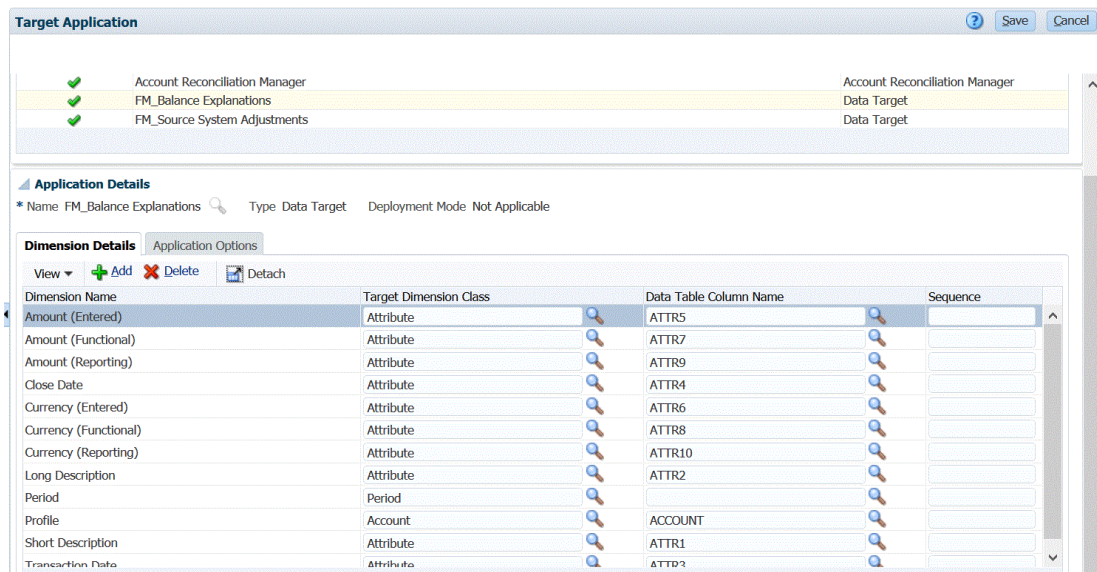 Target Application ? Save Cancel
Account Reconciliation Manager Account Reconciliation Manager
FM_Balance Explanations Data Target
FM_Source System Adjustments Data Target
Application Details
* Name FM_Balance Explanations Type Data Target Deployment Mode Not Applicable
Dimension Details Application Options
View Add Delete Detach
Dimension Name Target Dimension Class Data Table Column Name Sequence
Amount (Entered) Attribute ATTR5
Amount (Functional) Attribute ATTR7
Amount (Reporting) Attribute ATTR9
Close Date Attribute ATTR4
Currency (Entered) Attribute ATTR6
Currency (Functional) Attribute ATTR8
Currency (Reporting) Attribute ATTR10
Long Description Attribute ATTR2
Period Period
Profile Account ACCOUNT
Short Description Attribute ATTR1
Transaction Date Attribute ATTR3